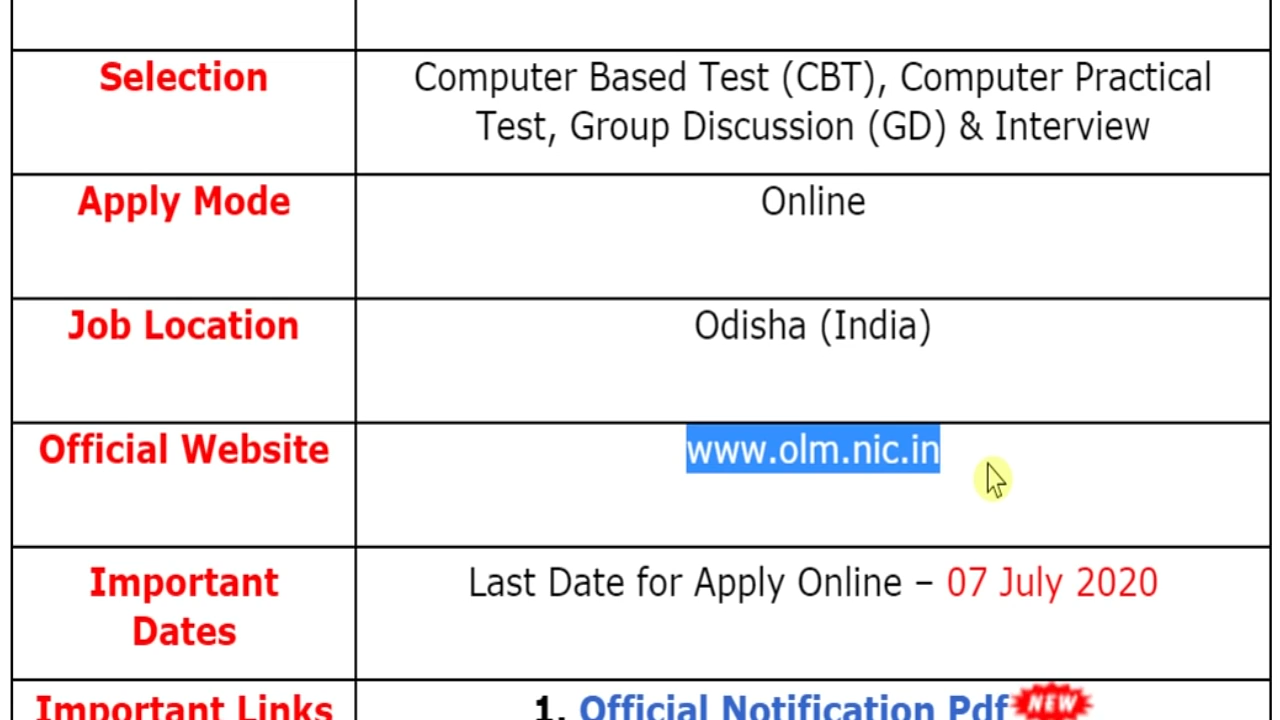 Selection
Computer Based Test (CBT), Computer Practical
Test, Group Discussion (GD) & Interview
Apply Mode
Online
Job Location
Odisha (India)
Official Website
www.olm.nic.in
Important
Dates
Last Date for Apply Online – 07 July 2020
Important Links
1. Official Notification Pdf NEW